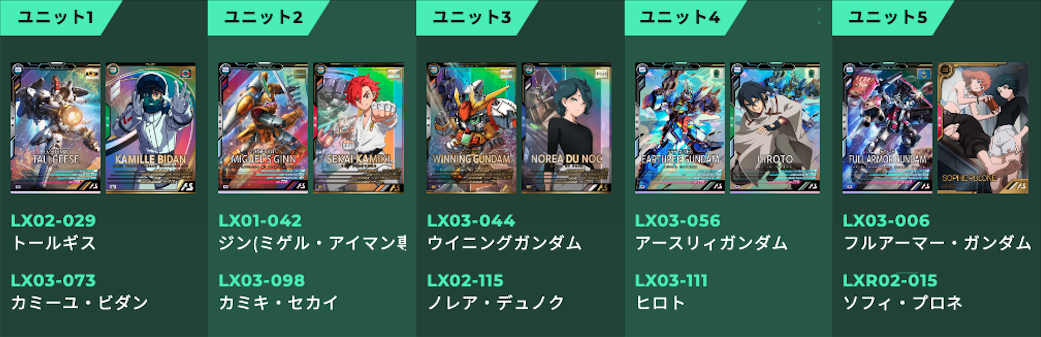 ユニット1
TALLGEESE
KAMILLE BIDAN
LX02-029
トールギス
LX03-073
カミーユ・ビダン
ユニット2
MIGUEL'S GINN
SEKAI KAMIKI
LX01-042
ジン(ミゲル・アイマン専
LX03-098
カミキ・セカイ
ユニット3
WINNING GUNDAM
NOREA DU NOC
LX03-044
ウイニングガンダム
LX02-115
ノレア・デュノク
ユニット4
EARTHREE GUNDAM
HIROTO
LX03-056
アースリィガンダム
LX03-111
ヒロト
ユニット5
FULL ARMOR GUNDAM
LX03-006
フルアーマー・ガンダム
LXR02-015
ソフィ・プロネ